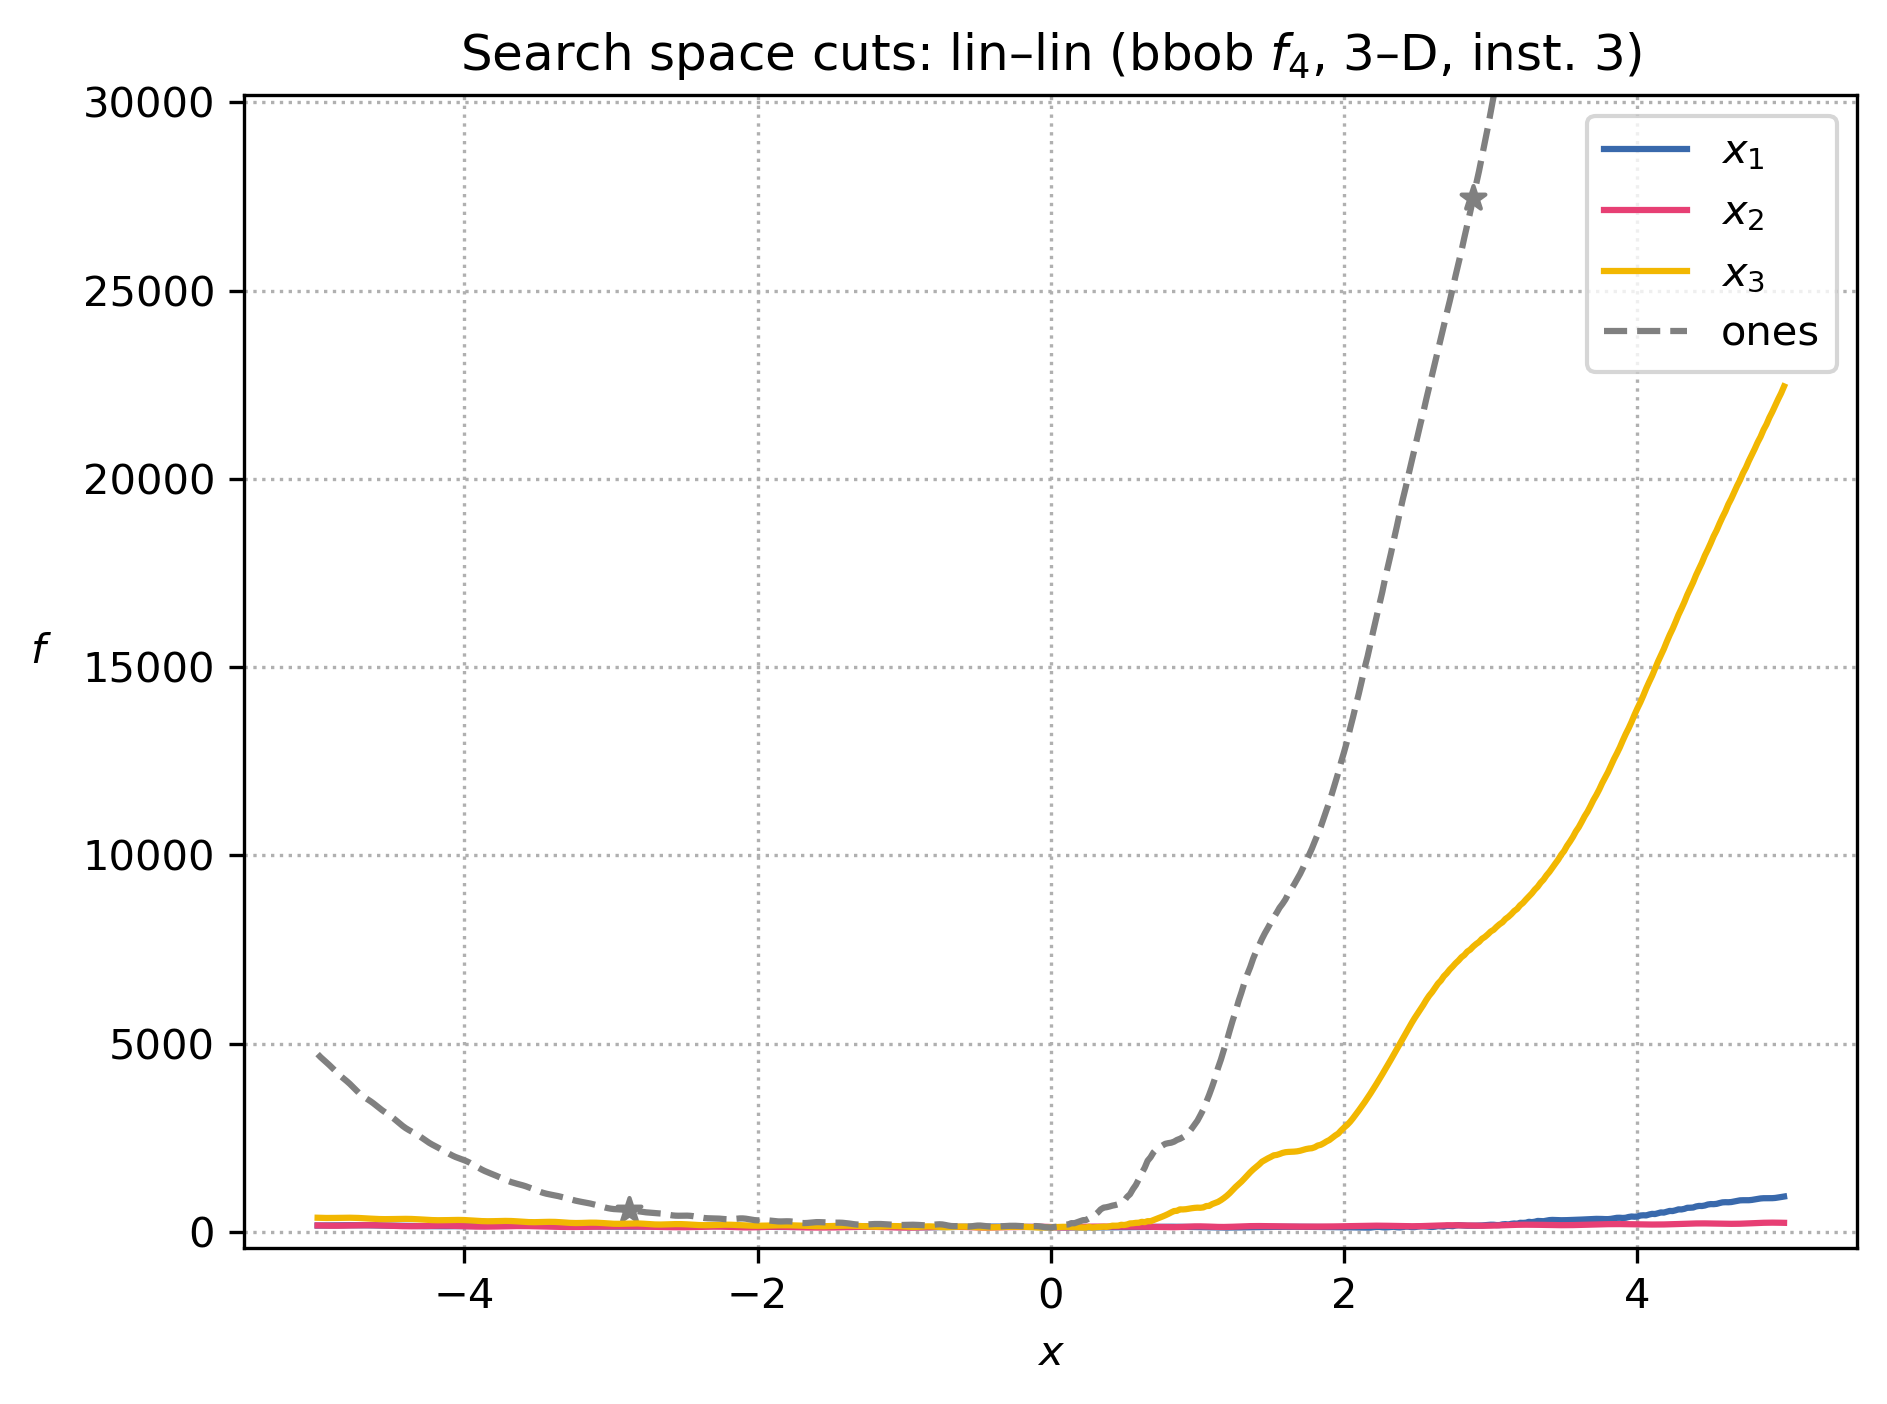 Search space cuts: lin–lin (bbob f₄, 3–D, inst. 3)
30000
25000
20000
15000
10000
5000
0
f
x₁
x₂
x₃
ones
−4
−2
0
2
4
x